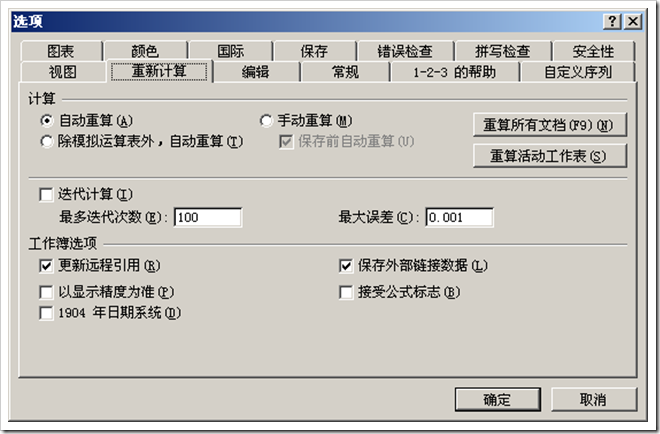 选项
图表 颜色 国际 保存 错误检查 拼写检查 安全性
视图 重新计算 编辑 常规 1-2-3 的帮助 自定义序列
计算
自动重算(A) 手动重算(M) 重算所有文档(F9)(N)
除模拟运算表外，自动重算(T) 保存前自动重算(U) 重算活动工作表(S)
迭代计算(I)
最多迭代次数(E): 100 最大误差(C): 0.001
工作簿选项
更新远程引用(R) 保存外部链接数据(L)
以显示精度为准(P) 接受公式标志(B)
1904 年日期系统(D)
确定 取消